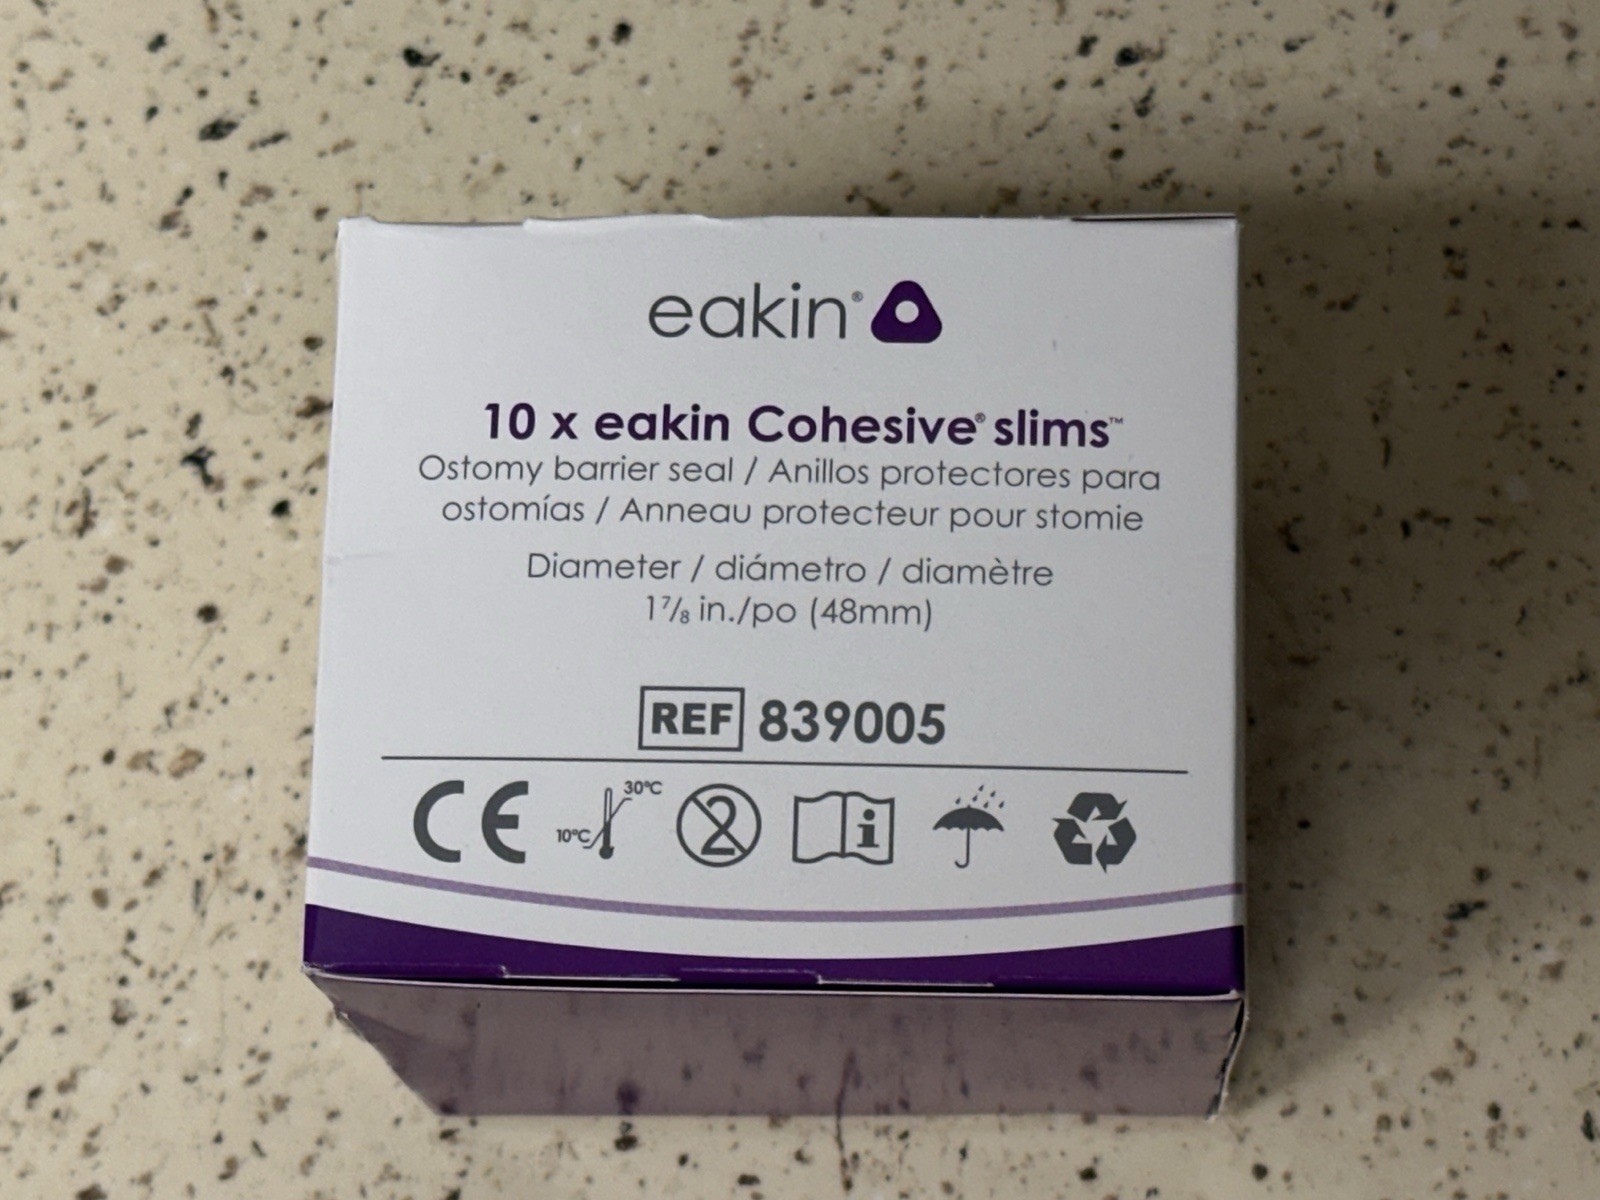 eakin®
10 x eakin Cohesive® slims™
Ostomy barrier seal / Anillos protectores para
ostomías / Anneau protecteur pour stomie
Diameter / diámetro / diamètre
1⅞ in./po (48mm)
REF 839005
CE 10°C 30°C 2 i